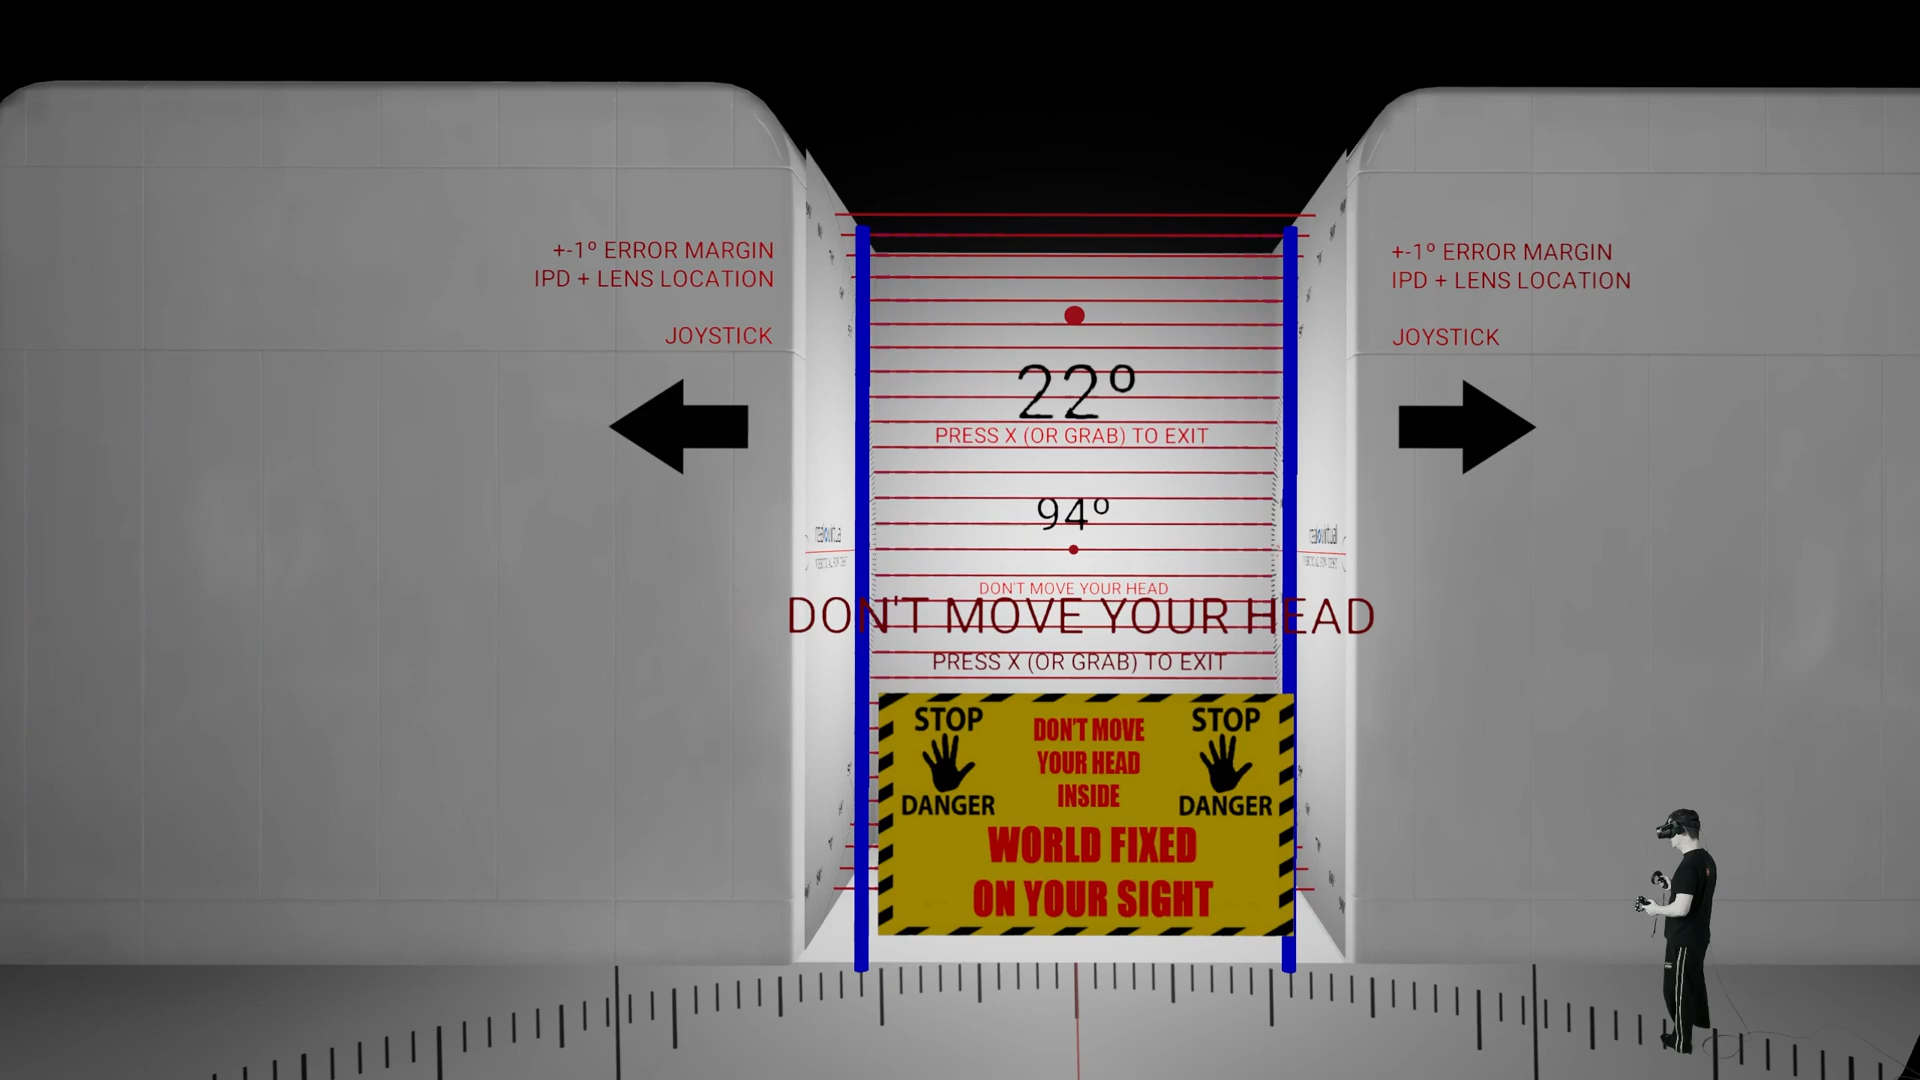 +-1º ERROR MARGIN
IPD + LENS LOCATION
JOYSTICK
+-1º ERROR MARGIN
IPD + LENS LOCATION
JOYSTICK
22º
PRESS X (OR GRAB) TO EXIT
94º
DON'T MOVE YOUR HEAD
DON'T MOVE YOUR HEAD
PRESS X (OR GRAB) TO EXIT
STOP
DANGER
DON'T MOVE
YOUR HEAD
INSIDE
STOP
DANGER
WORLD FIXED
ON YOUR SIGHT